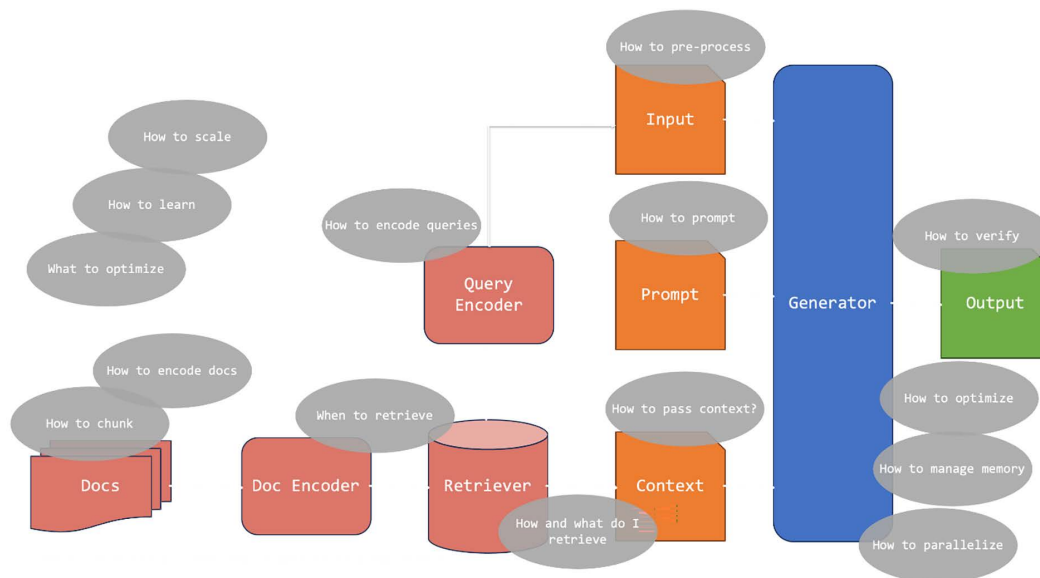 How to pre-process
Input
How to scale
How to learn
What to optimize
How to encode queries
Query
Encoder
How to prompt
Prompt
Generator
How to verify
Output
How to encode docs
How to chunk
Docs
Doc Encoder
When to retrieve
Retriever
How and what do I
retrieve
How to pass context?
Context
How to optimize
How to manage memory
How to parallelize